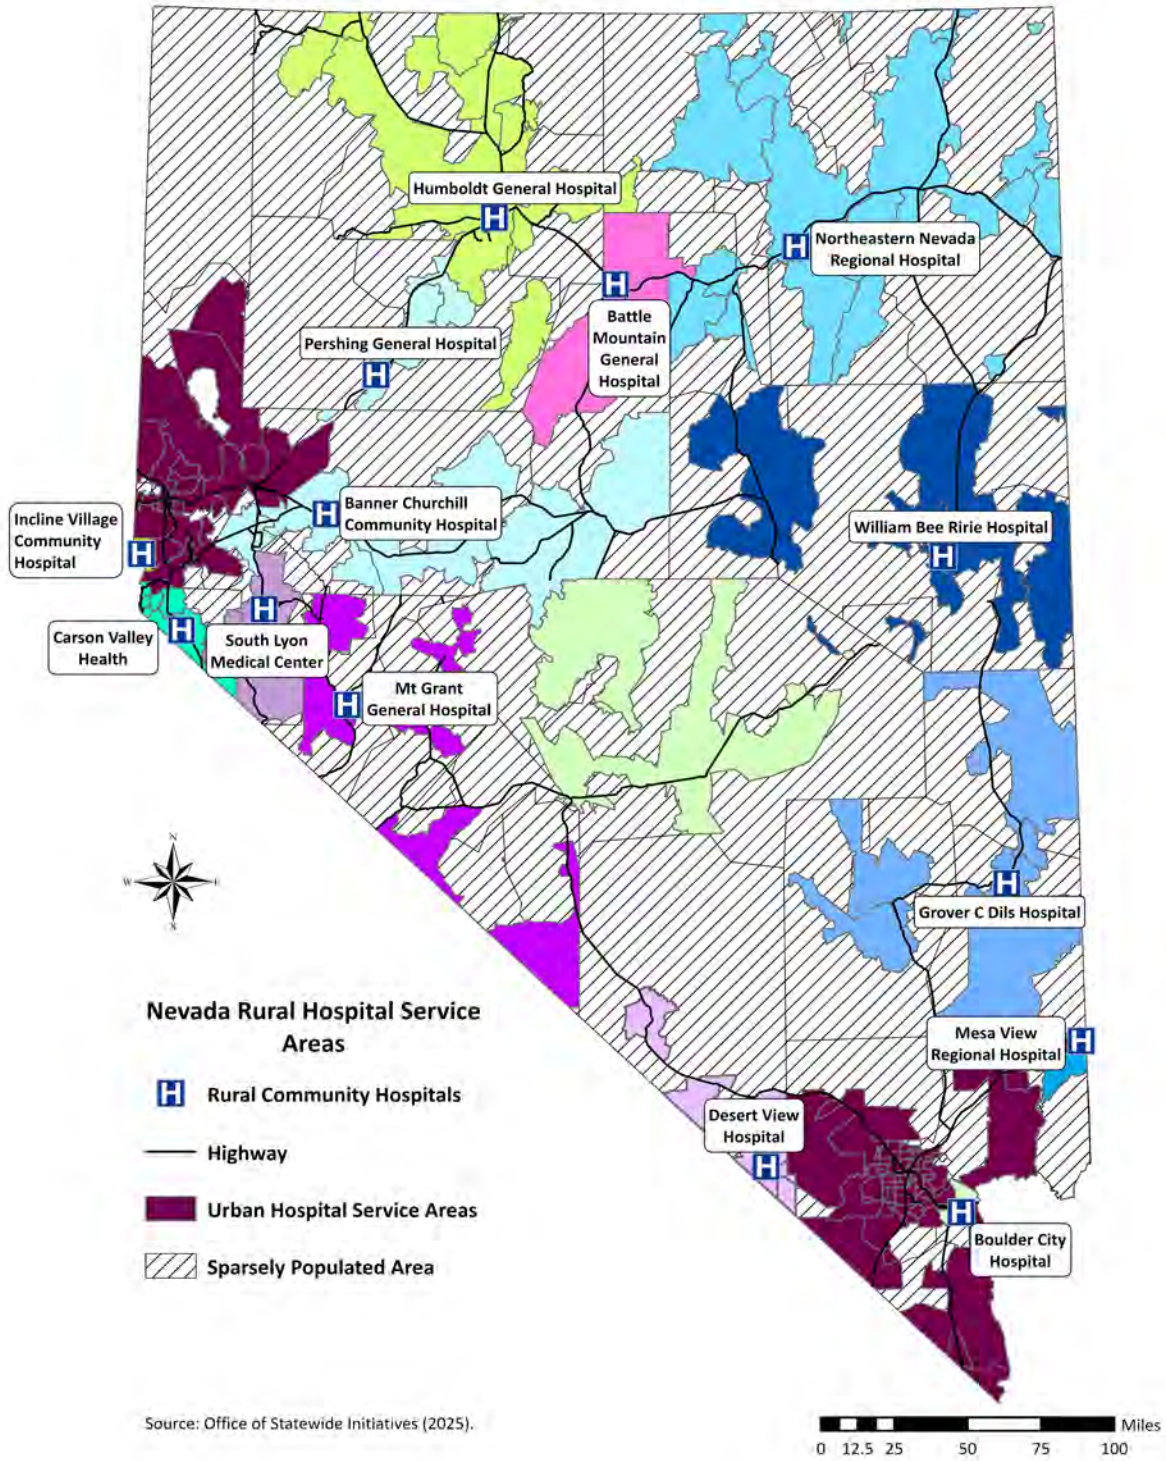 Humboldt General Hospital
H
Northeastern Nevada
Regional Hospital
H
H
Battle
Mountain
General
Hospital
Pershing General Hospital
H
Banner Churchill
Community Hospital
H
Incline Village
Community
Hospital
H
William Bee Ririe Hospital
H
Carson Valley
Health
H
South Lyon
Medical Center
H
Mt Grant
General Hospital
H
Grover C Dils Hospital
H
Mesa View
Regional Hospital
H
Desert View
Hospital
H
Boulder City
Hospital
H
N
W
E
S
Nevada Rural Hospital Service
Areas
H Rural Community Hospitals
Highway
Urban Hospital Service Areas
Sparsely Populated Area
Source: Office of Statewide Initiatives (2025).
Miles
0 12.5 25 50 75 100